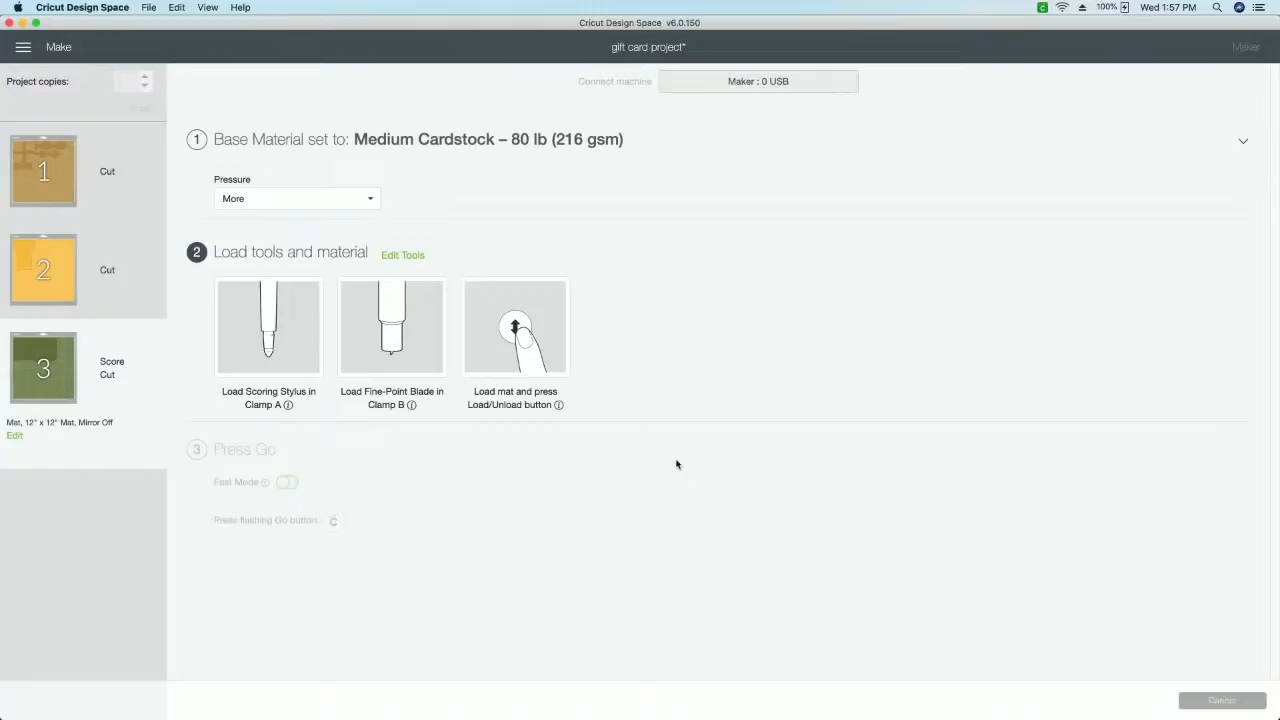 Cricut Design Space File Edit View Help
100% Wed 1:57 PM
Cricut Design Space v6.0.150
Make
gift card project*
Maker
Project copies:
Connect machine
Maker : 0 USB
1 Base Material set to: Medium Cardstock – 80 lb (216 gsm)
Pressure
More
1
Cut
2
Cut
3
Score
Cut
Mat, 12" x 12" Mat, Mirror Off
Edit
2 Load tools and material Edit Tools
Load Scoring Stylus in
Clamp A
Load Fine-Point Blade in
Clamp B
Load mat and press
Load/Unload button
3 Press Go
Fast Mode
Press flashing Go button.
Cancel